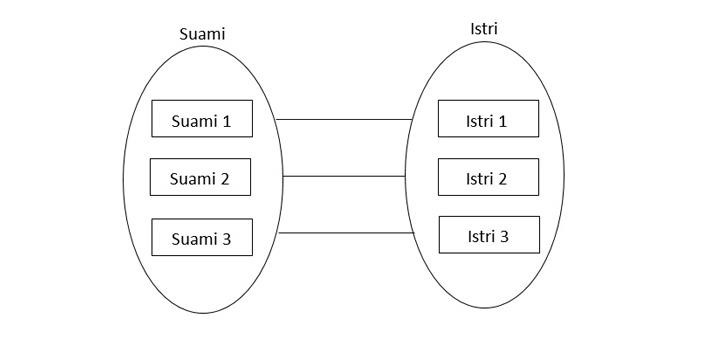 Suami
Istri
Suami 1
Istri 1
Suami 2
Istri 2
Suami 3
Istri 3